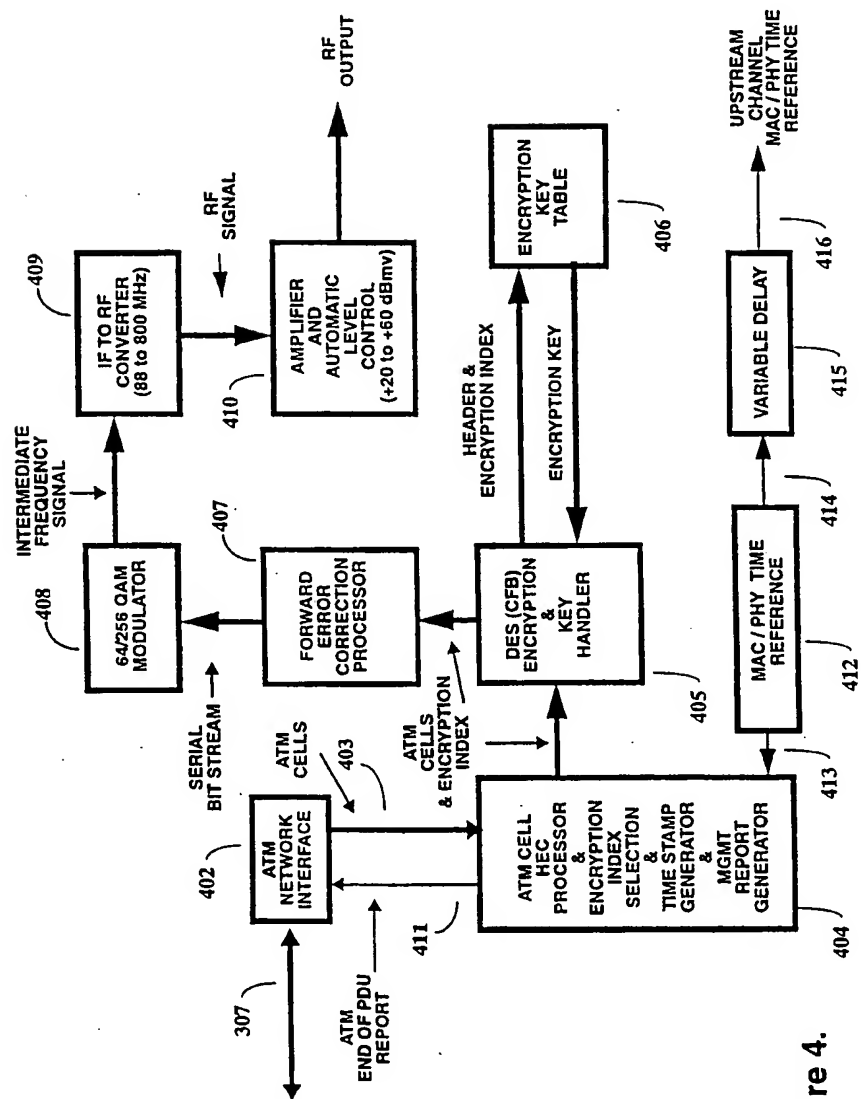 307
402
ATM
NETWORK
INTERFACE
ATM
END OF PDU
REPORT
411
ATM
CELLS
403
404
ATM CELL
HEC
PROCESSOR
&
ENCRYPTION
INDEX
SELECTION
&
TIME STAMP
GENERATOR
&
MGMT
REPORT
GENERATOR
ATM
CELLS
& ENCRYPTION
INDEX
413
412
MAC / PHY TIME
REFERENCE
414
VARIABLE DELAY
415
416
UPSTREAM
CHANNEL
MAC / PHY TIME
REFERENCE
405
DES (CFB)
ENCRYPTION
&
KEY
HANDLER
HEADER &
ENCRYPTION INDEX
ENCRYPTION KEY
ENCRYPTION
KEY
TABLE
406
407
FORWARD
ERROR
CORRECTION
PROCESSOR
SERIAL
BIT STREAM
408
64/256 QAM
MODULATOR
INTERMEDIATE
FREQUENCY
SIGNAL
409
IF TO RF
CONVERTER
(88 to 800 MHz)
RF
SIGNAL
410
AMPLIFIER
AND
AUTOMATIC
LEVEL
CONTROL
(+20 to +60 dBmv)
RF
OUTPUT
re 4.